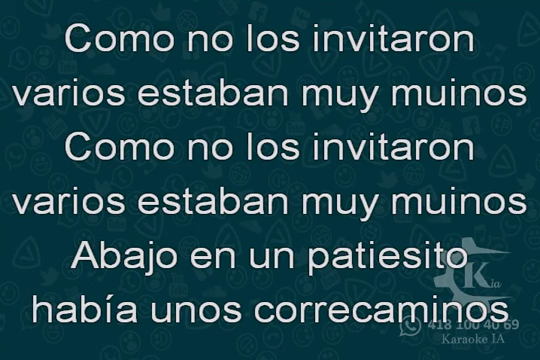 Como no los invitaron
varios estaban muy muinos
Como no los invitaron
varios estaban muy muinos
Abajo en un patiesito
había unos correcaminos
K
ia
418 100 40 69
Karaoke IA